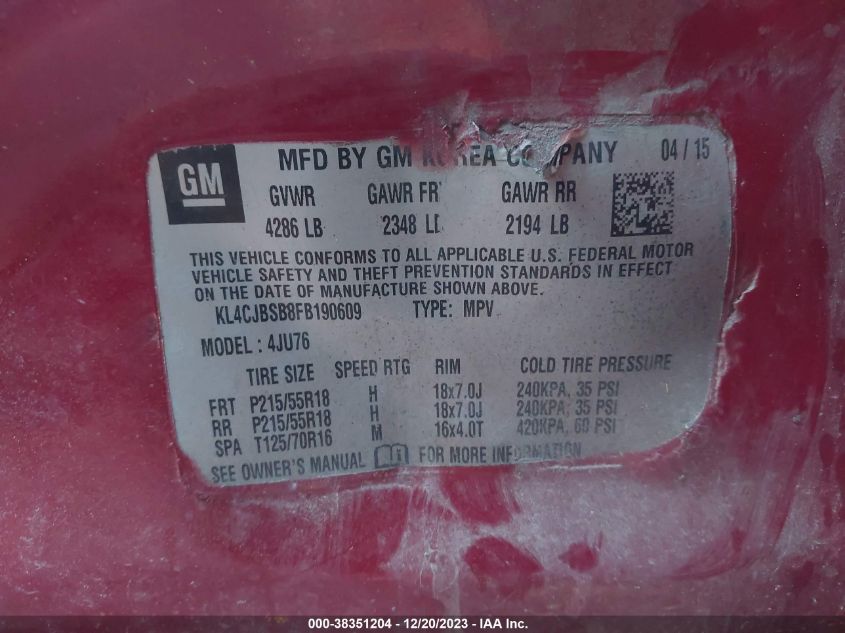 GM
MFD BY GM KOREA COMPANY 04 / 15
GVWR GAWR FR GAWR RR
4286 LB 2348 L 2194 LB
THIS VEHICLE CONFORMS TO ALL APPLICABLE U.S. FEDERAL MOTOR
VEHICLE SAFETY AND THEFT PREVENTION STANDARDS IN EFFECT
ON THE DATE OF MANUFACTURE SHOWN ABOVE.
KL4CJBSB8FB190609 TYPE: MPV
MODEL : 4JU76
TIRE SIZE SPEED RTG RIM COLD TIRE PRESSURE
FRT P215/55R18 H 18x7.0J 240KPA, 35 PSI
RR P215/55R18 H 18x7.0J 240KPA, 35 PSI
SPA T125/70R16 M 16x4.0T 420KPA, 60 PSI
SEE OWNER'S MANUAL FOR MORE INFORMATION
000-38351204 - 12/20/2023 - IAA Inc.